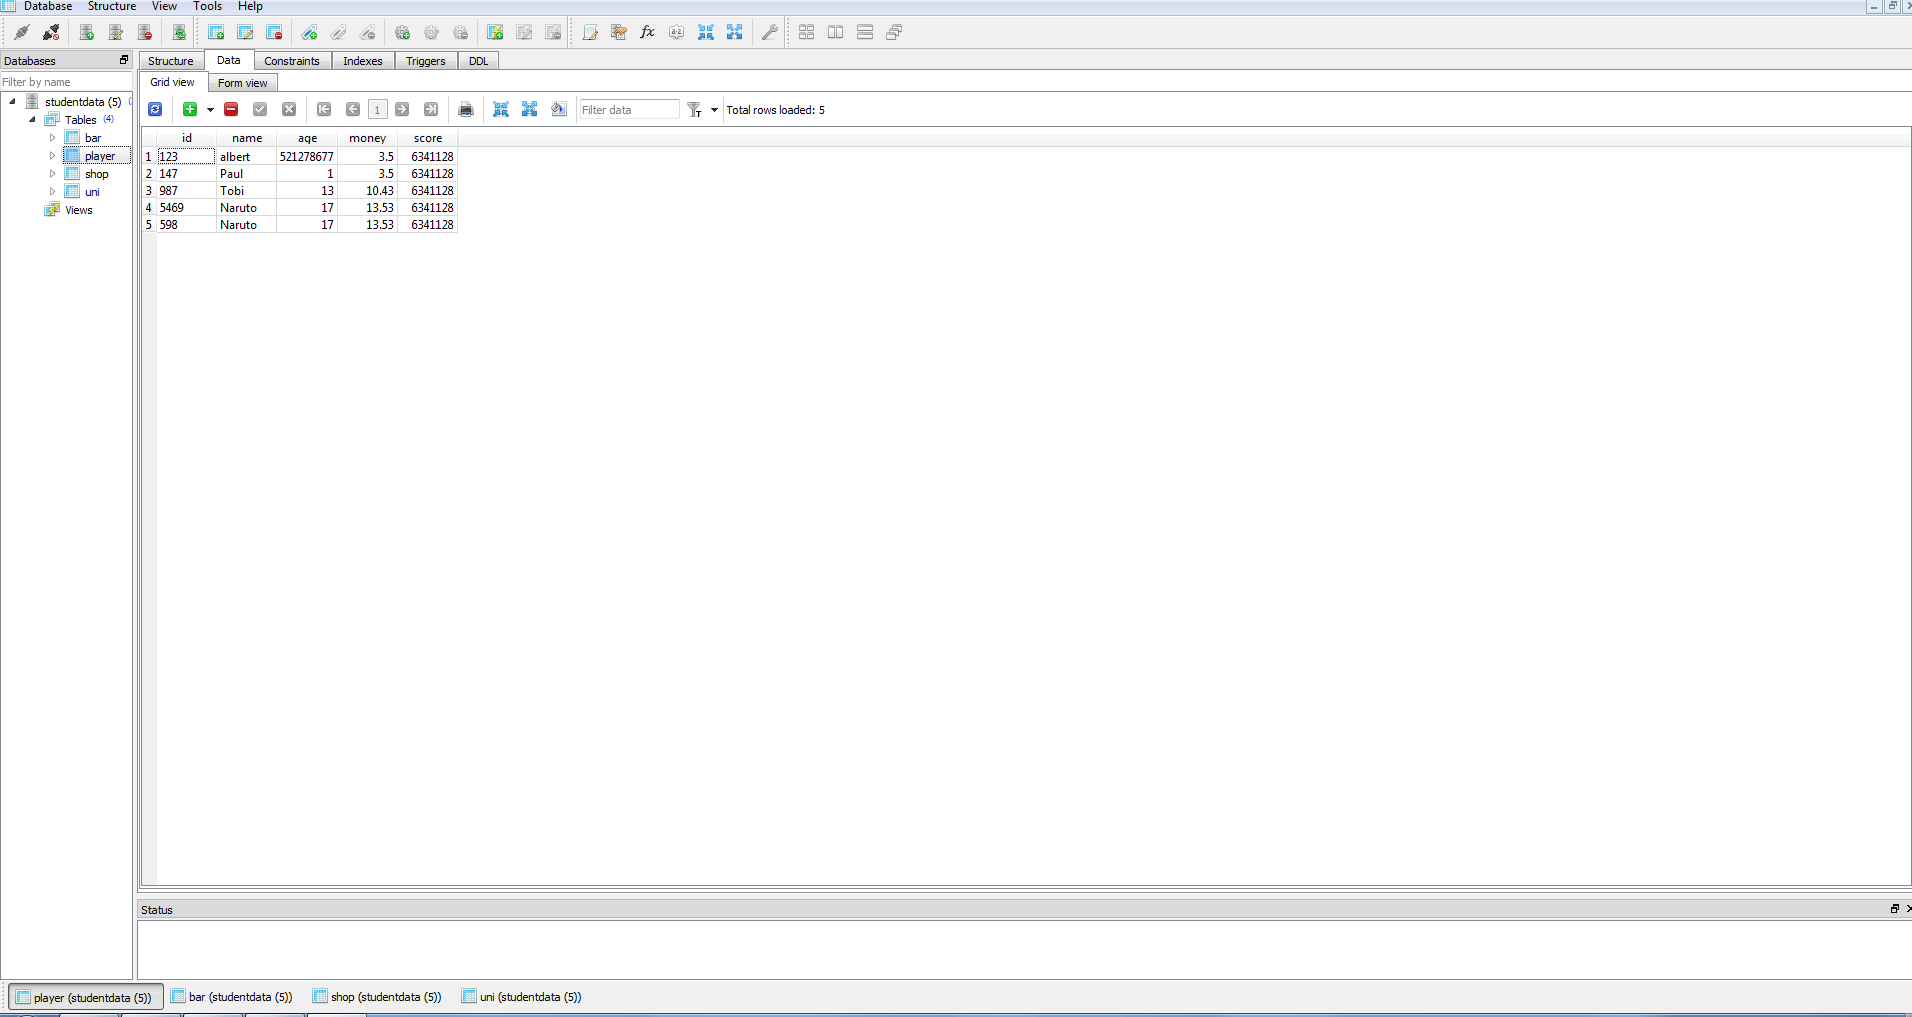 Database Structure View Tools Help
Databases
Structure Data Constraints Indexes Triggers DDL
Filter by name
Grid view Form view
studentdata (5)
Tables (4)
bar
player
shop
uni
Views
1 Filter data Total rows loaded: 5
id name age money score
1 123 albert 521278677 3.5 6341128
2 147 Paul 1 3.5 6341128
3 987 Tobi 13 10.43 6341128
4 5469 Naruto 17 13.53 6341128
5 598 Naruto 17 13.53 6341128
Status
player (studentdata (5)) bar (studentdata (5)) shop (studentdata (5)) uni (studentdata (5))